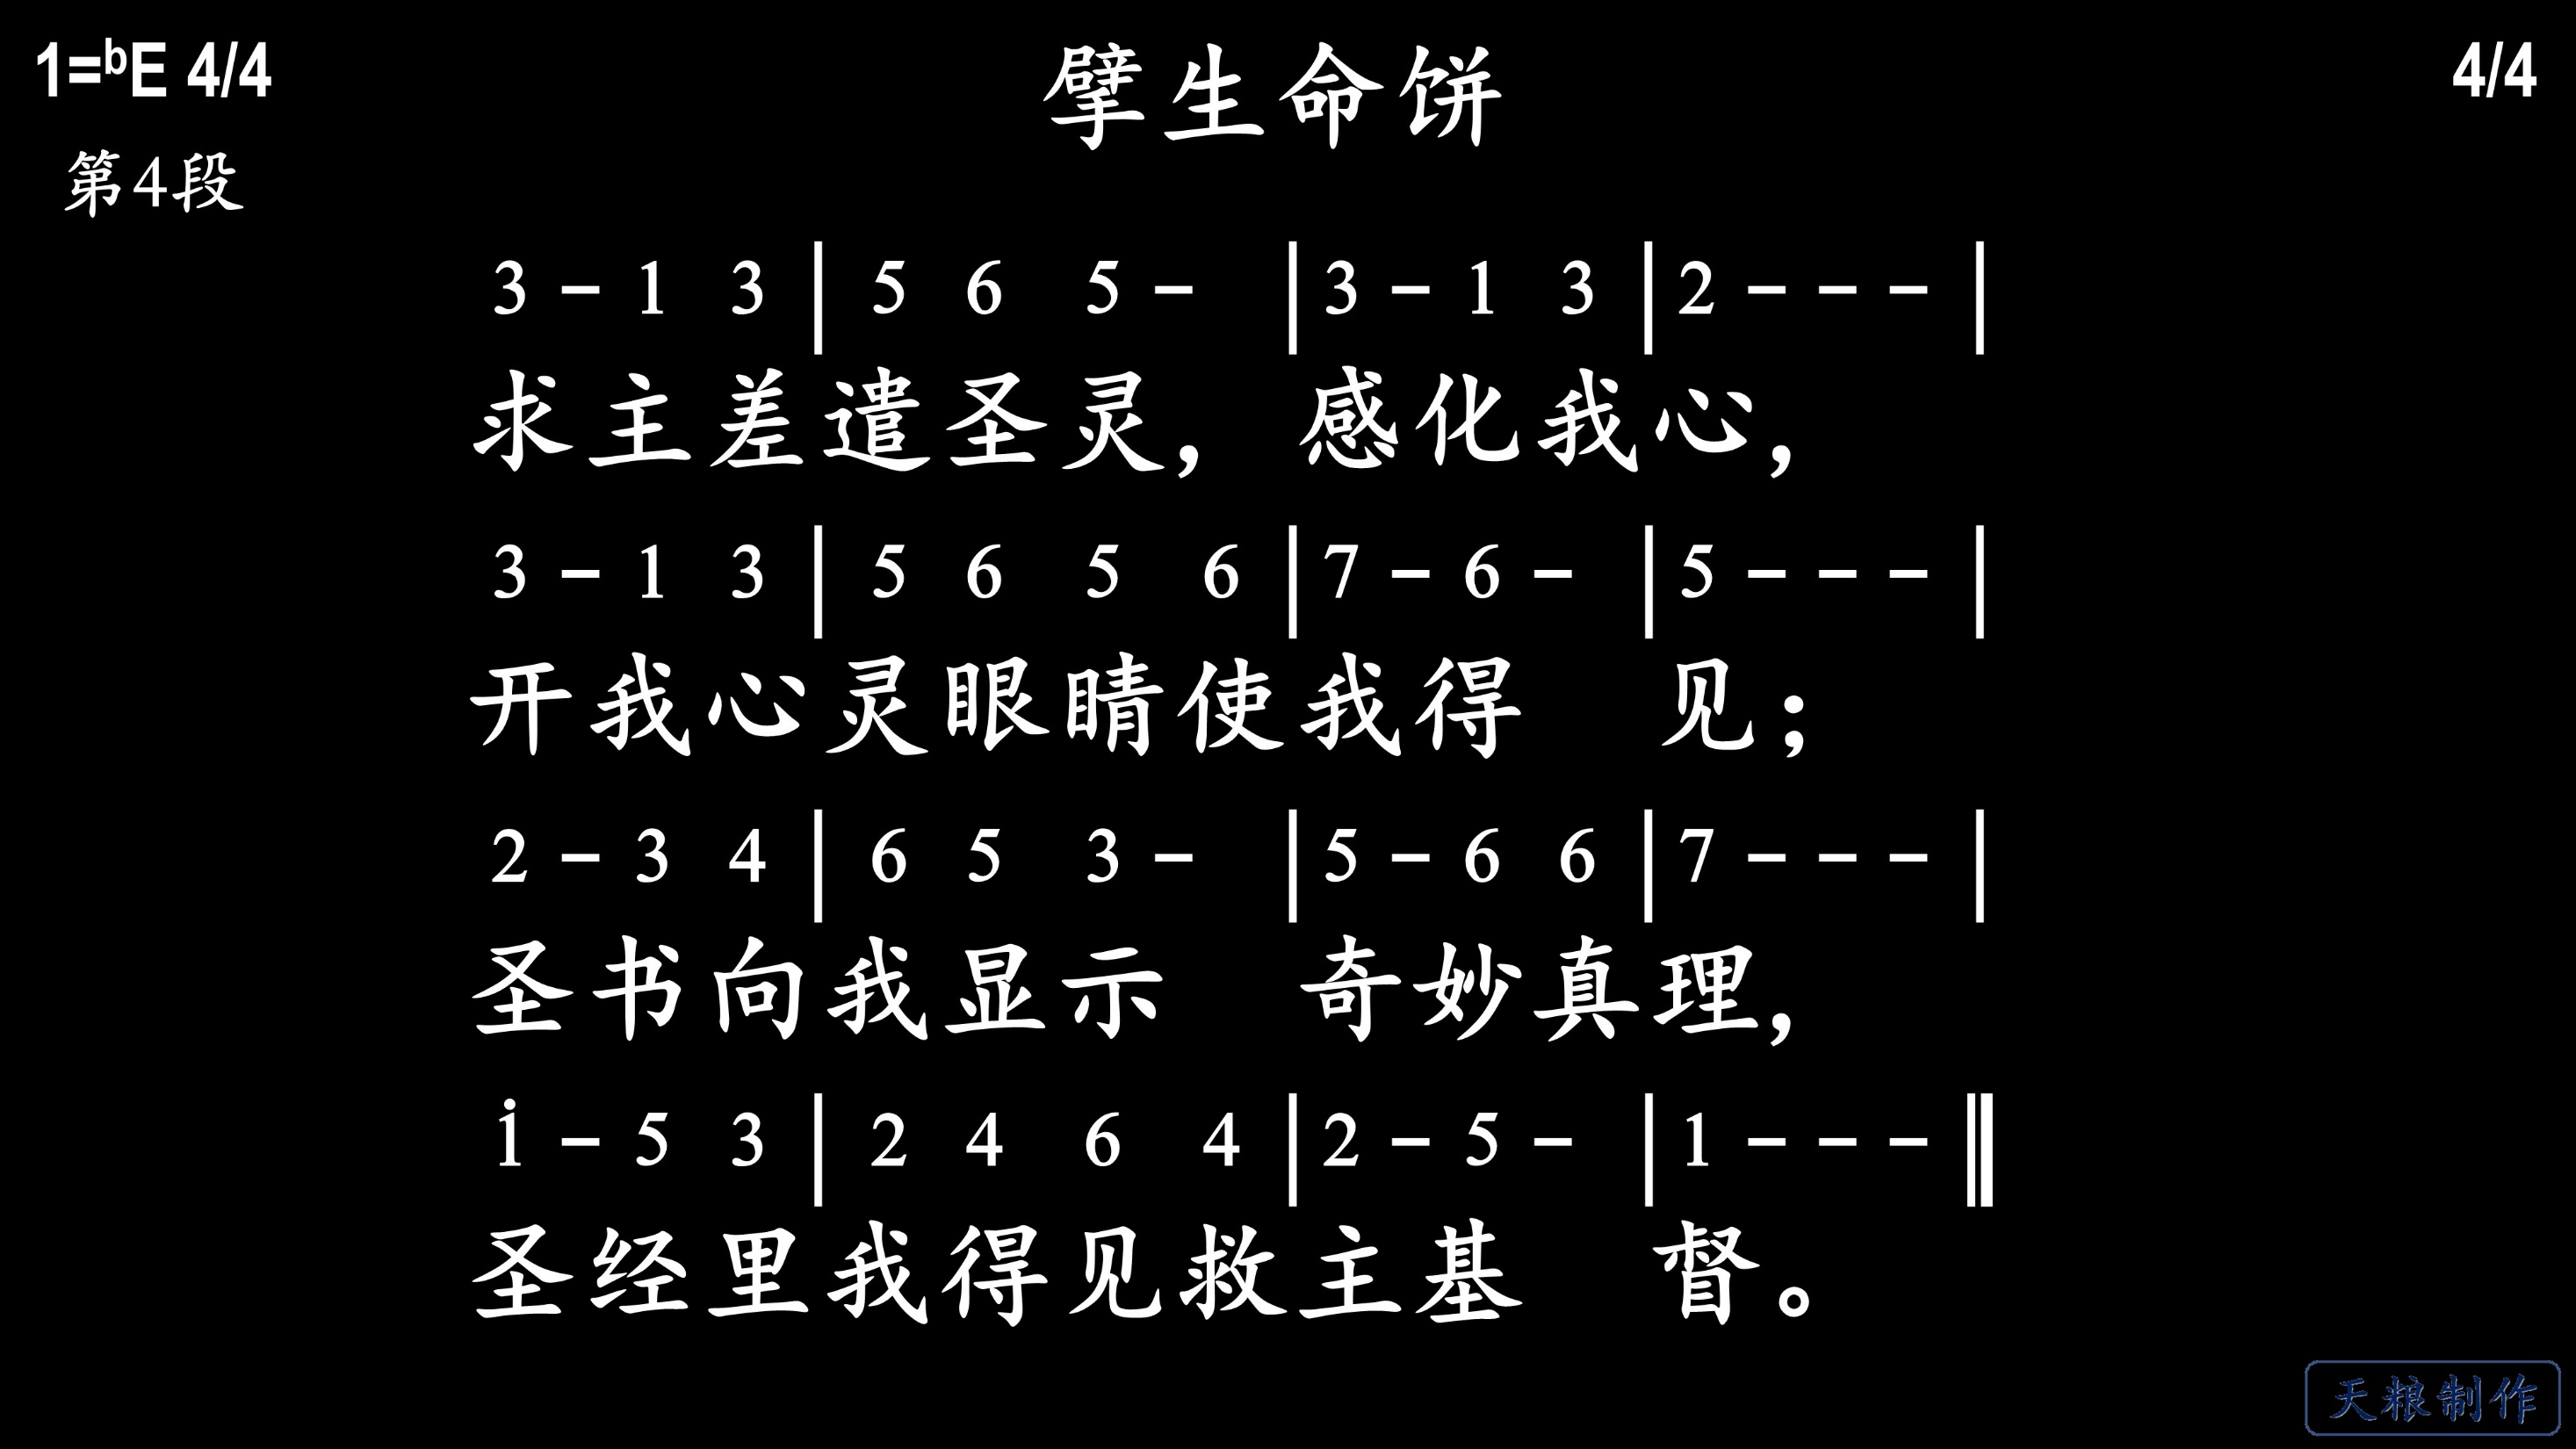 1=ᵇE 4/4 擘生命饼 4/4
第4段
3 – 1 3 | 5 6 5 – | 3 – 1 3 | 2 – – – |
求主差遣圣灵，感化我心，
3 – 1 3 | 5 6 5 6 | 7 – 6 – | 5 – – – |
开我心灵眼睛使我得 见；
2 – 3 4 | 6 5 3 – | 5 – 6 6 | 7 – – – |
圣书向我显示 奇妙真理，
i – 5 3 | 2 4 6 4 | 2 – 5 – | 1 – – – ‖
圣经里我得见救主基 督。
天粮制作